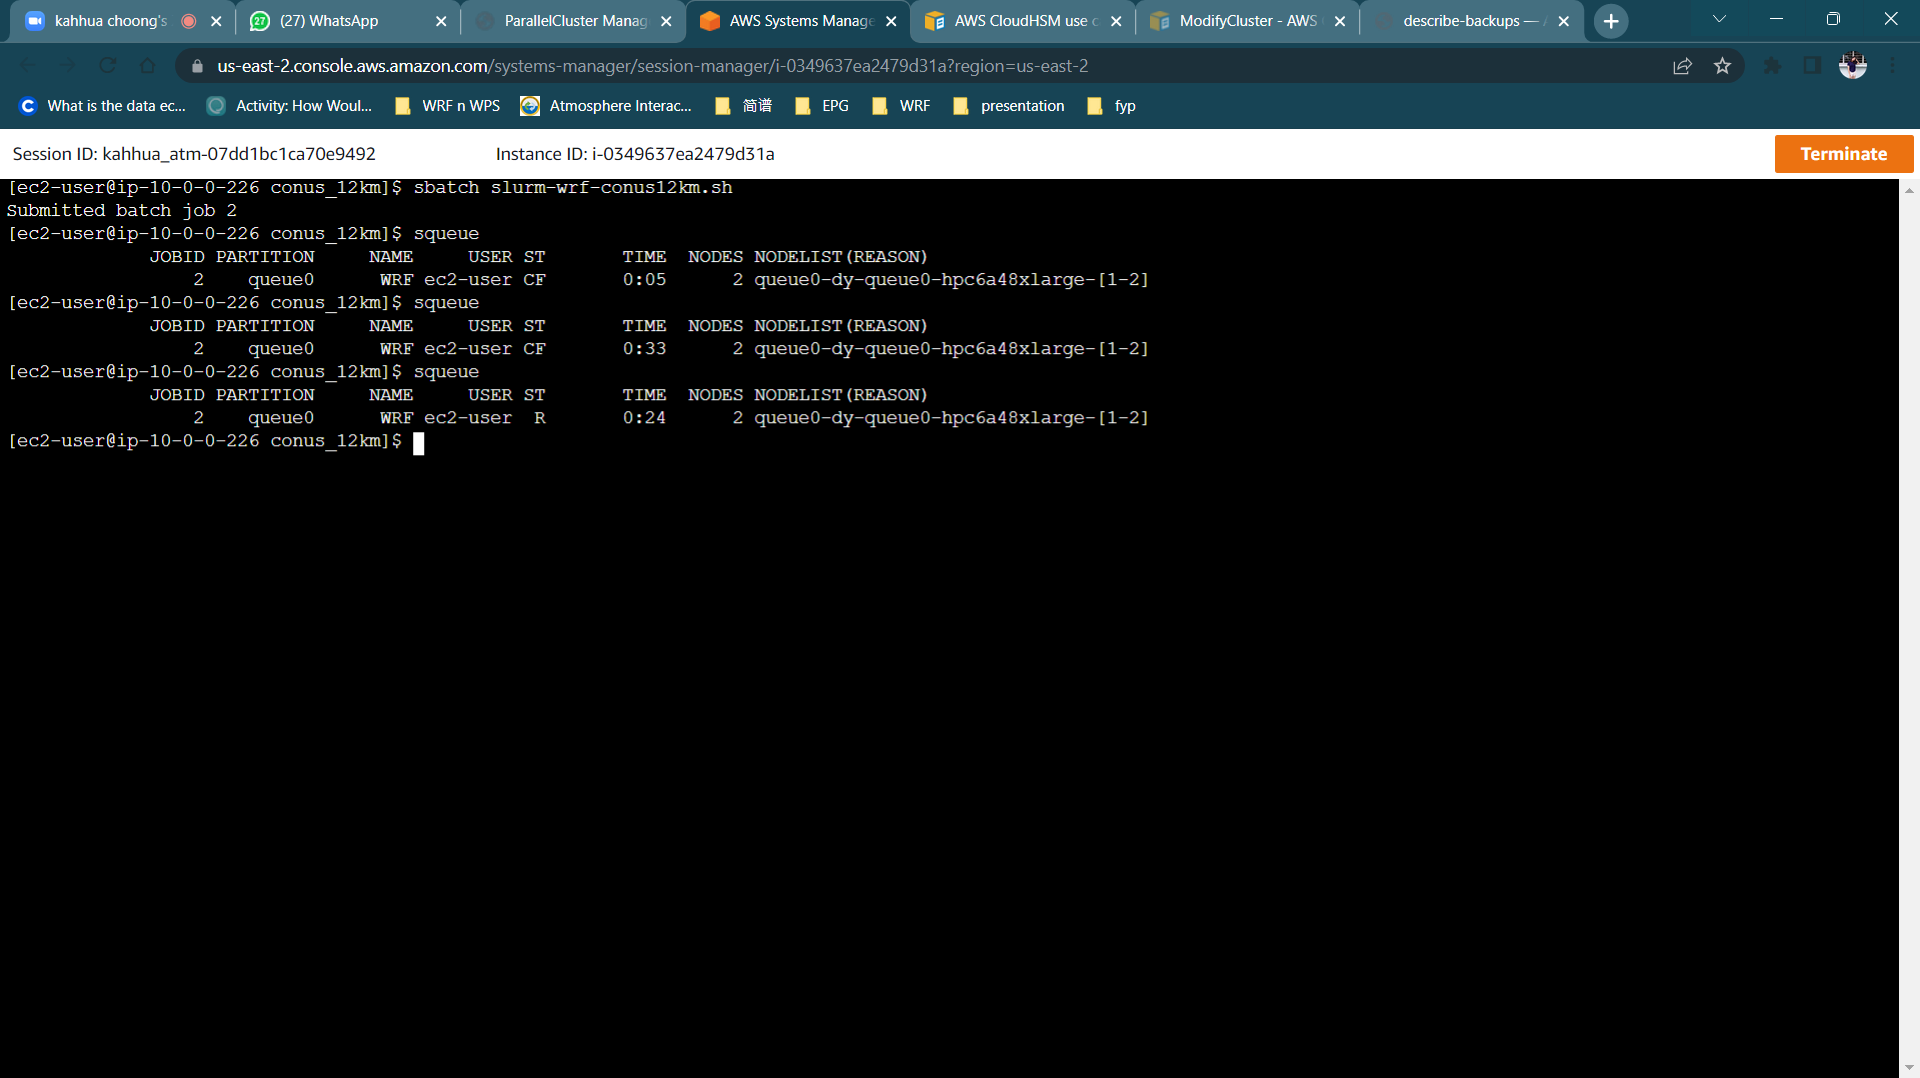 kahhua choong's
(27) WhatsApp
ParallelCluster Manag
AWS Systems Manage
AWS CloudHSM use c
ModifyCluster - AWS
describe-backups —
us-east-2.console.aws.amazon.com/systems-manager/session-manager/i-0349637ea2479d31a?region=us-east-2
What is the data ec...
Activity: How Woul...
WRF n WPS
Atmosphere Interac...
简谱
EPG
WRF
presentation
fyp
Session ID: kahhua_atm-07dd1bc1ca70e9492
Instance ID: i-0349637ea2479d31a
Terminate
[ec2-user@ip-10-0-0-226 conus_12km]$ sbatch slurm-wrf-conus12km.sh
Submitted batch job 2
[ec2-user@ip-10-0-0-226 conus_12km]$ squeue
JOBID PARTITION NAME USER ST TIME NODES NODELIST(REASON)
2 queue0 WRF ec2-user CF 0:05 2 queue0-dy-queue0-hpc6a48xlarge-[1-2]
[ec2-user@ip-10-0-0-226 conus_12km]$ squeue
JOBID PARTITION NAME USER ST TIME NODES NODELIST(REASON)
2 queue0 WRF ec2-user CF 0:33 2 queue0-dy-queue0-hpc6a48xlarge-[1-2]
[ec2-user@ip-10-0-0-226 conus_12km]$ squeue
JOBID PARTITION NAME USER ST TIME NODES NODELIST(REASON)
2 queue0 WRF ec2-user R 0:24 2 queue0-dy-queue0-hpc6a48xlarge-[1-2]
[ec2-user@ip-10-0-0-226 conus_12km]$